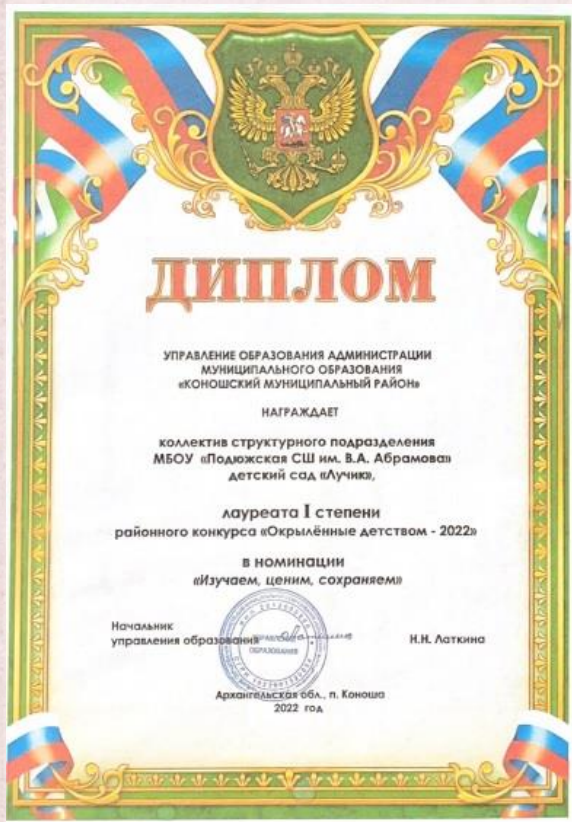 ДИПЛОМ
УПРАВЛЕНИЕ ОБРАЗОВАНИЯ АДМИНИСТРАЦИИ
МУНИЦИПАЛЬНОГО ОБРАЗОВАНИЯ
«КОНОШСКИЙ МУНИЦИПАЛЬНЫЙ РАЙОН»
НАГРАЖДАЕТ
коллектив структурного подразделения
МБОУ «Подюжская СШ им. В.А. Абрамова»
детский сад «Лучик»,
лауреата I степени
районного конкурса «Окрылённые детством - 2022»
в номинации
«Изучаем, ценим, сохраняем»
Начальник
управления образования
Н.Н. Латкина
УПРАВЛЕНИЕ
ОБРАЗОВАНИЯ
Архангельская обл., п. Коноша
2022 год